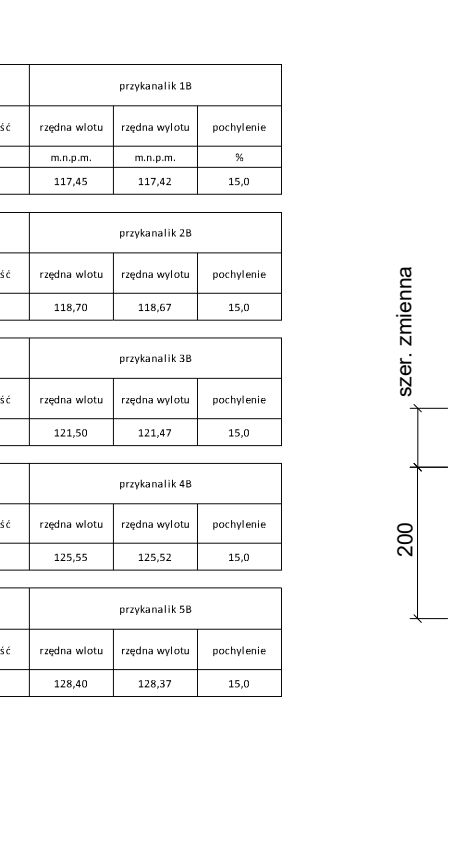 przykanalik 1B
ść rzędna wlotu rzędna wylotu pochylenie
m.n.p.m. m.n.p.m. %
117,45 117,42 15,0
przykanalik 2B
ść rzędna wlotu rzędna wylotu pochylenie
118,70 118,67 15,0
przykanalik 3B
ść rzędna wlotu rzędna wylotu pochylenie
121,50 121,47 15,0
przykanalik 4B
ść rzędna wlotu rzędna wylotu pochylenie
125,55 125,52 15,0
przykanalik 5B
ść rzędna wlotu rzędna wylotu pochylenie
128,40 128,37 15,0
szer. zmienna
200